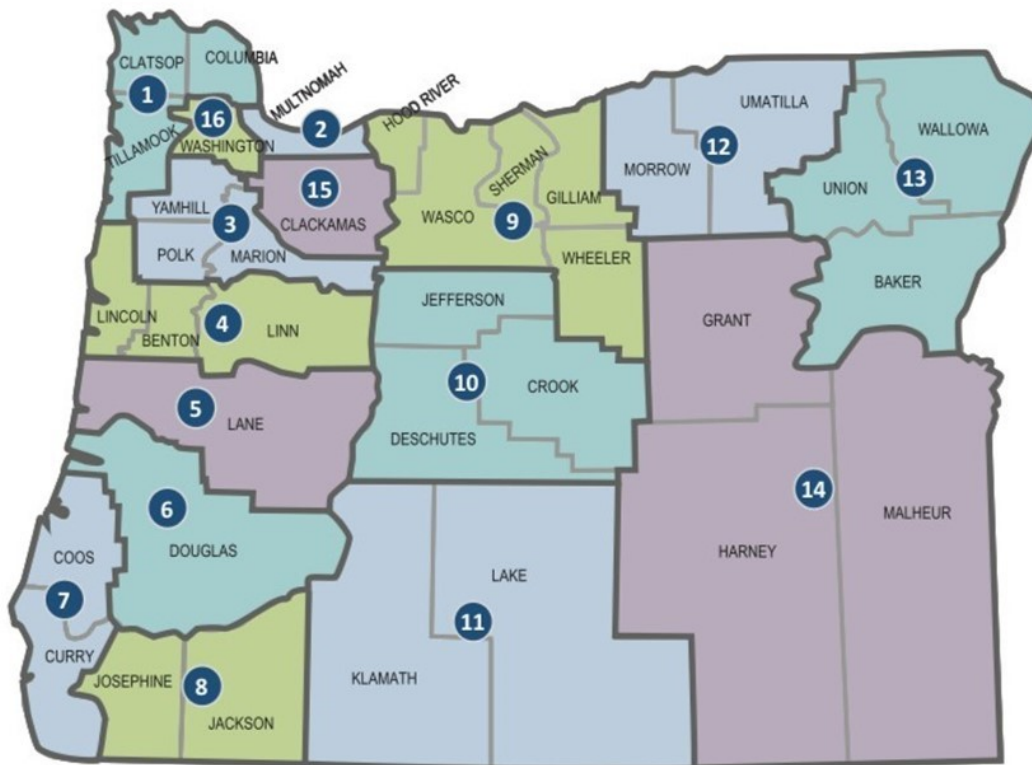 CLATSOP
COLUMBIA
1
TILLAMOOK
16
WASHINGTON
MULTNOMAH
2
HOOD RIVER
15
CLACKAMAS
YAMHILL
3
POLK
MARION
WASCO
SHERMAN
9
GILLIAM
WHEELER
UMATILLA
12
MORROW
WALLOWA
UNION
13
BAKER
LINCOLN
BENTON
4
LINN
JEFFERSON
10
CROOK
DESCHUTES
GRANT
5
LANE
6
DOUGLAS
COOS
7
CURRY
JOSEPHINE
8
JACKSON
KLAMATH
LAKE
11
HARNEY
14
MALHEUR